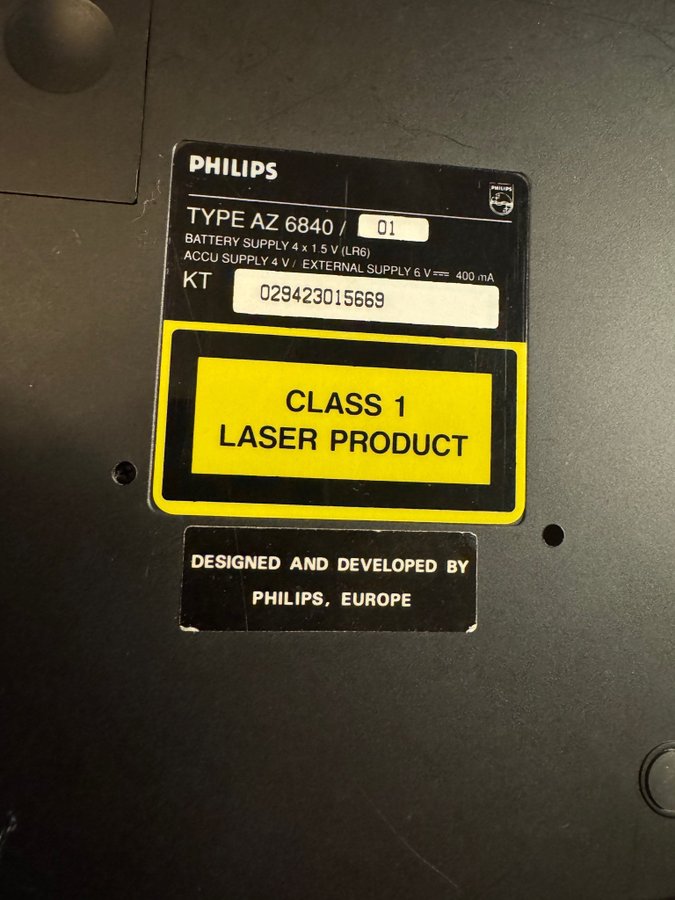 PHILIPS
PHILIPS
TYPE AZ 6840 / 01
BATTERY SUPPLY 4 x 1.5 V (LR6)
ACCU SUPPLY 4 V / EXTERNAL SUPPLY 6 V ⎓ 400 mA
KT 029423015669
CLASS 1
LASER PRODUCT
DESIGNED AND DEVELOPED BY
PHILIPS, EUROPE